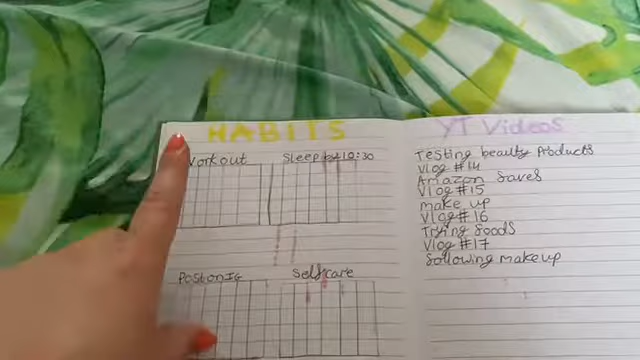 HABITS
Workout
Sleep by 10:30
Post on IG
Selfcare
YT Videos
Testing beauty Products
Vlog #14
Amazon Saves
Vlog #15
make up
Vlog #16
Trying foods
Vlog #17
following makeup